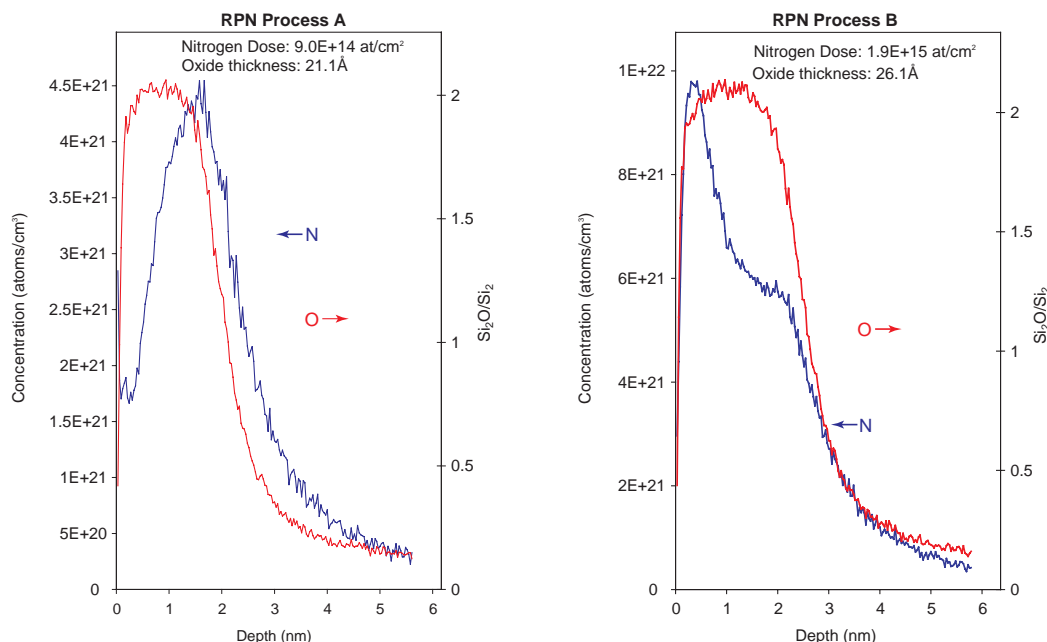 RPN Process A
Nitrogen Dose: 9.0E+14 at/cm²
Oxide thickness: 21.1Å
4.5E+21
4E+21
3.5E+21
3E+21
2.5E+21
2E+21
1.5E+21
1E+21
5E+20
0
Concentration (atoms/cm³)
N
O
2
1.5
1
0.5
0
Si₂O/Si₂
0 1 2 3 4 5 6
Depth (nm)
RPN Process B
Nitrogen Dose: 1.9E+15 at/cm²
Oxide thickness: 26.1Å
1E+22
8E+21
6E+21
4E+21
2E+21
0
Concentration (atoms/cm³)
O
N
2
1.5
1
0.5
0
Si₂O/Si₂
0 1 2 3 4 5 6
Depth (nm)